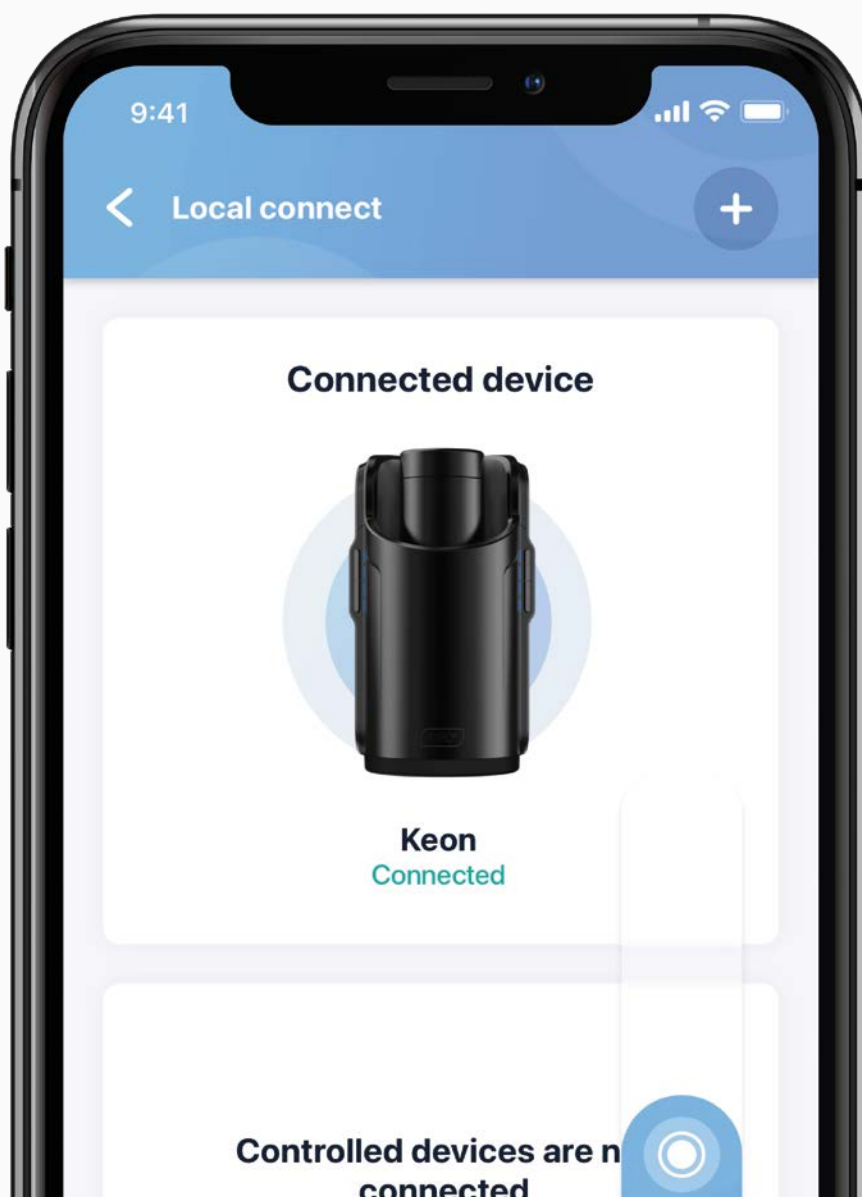 9:41
Local connect
Connected device
Keon
Connected
Controlled devices are n
connected